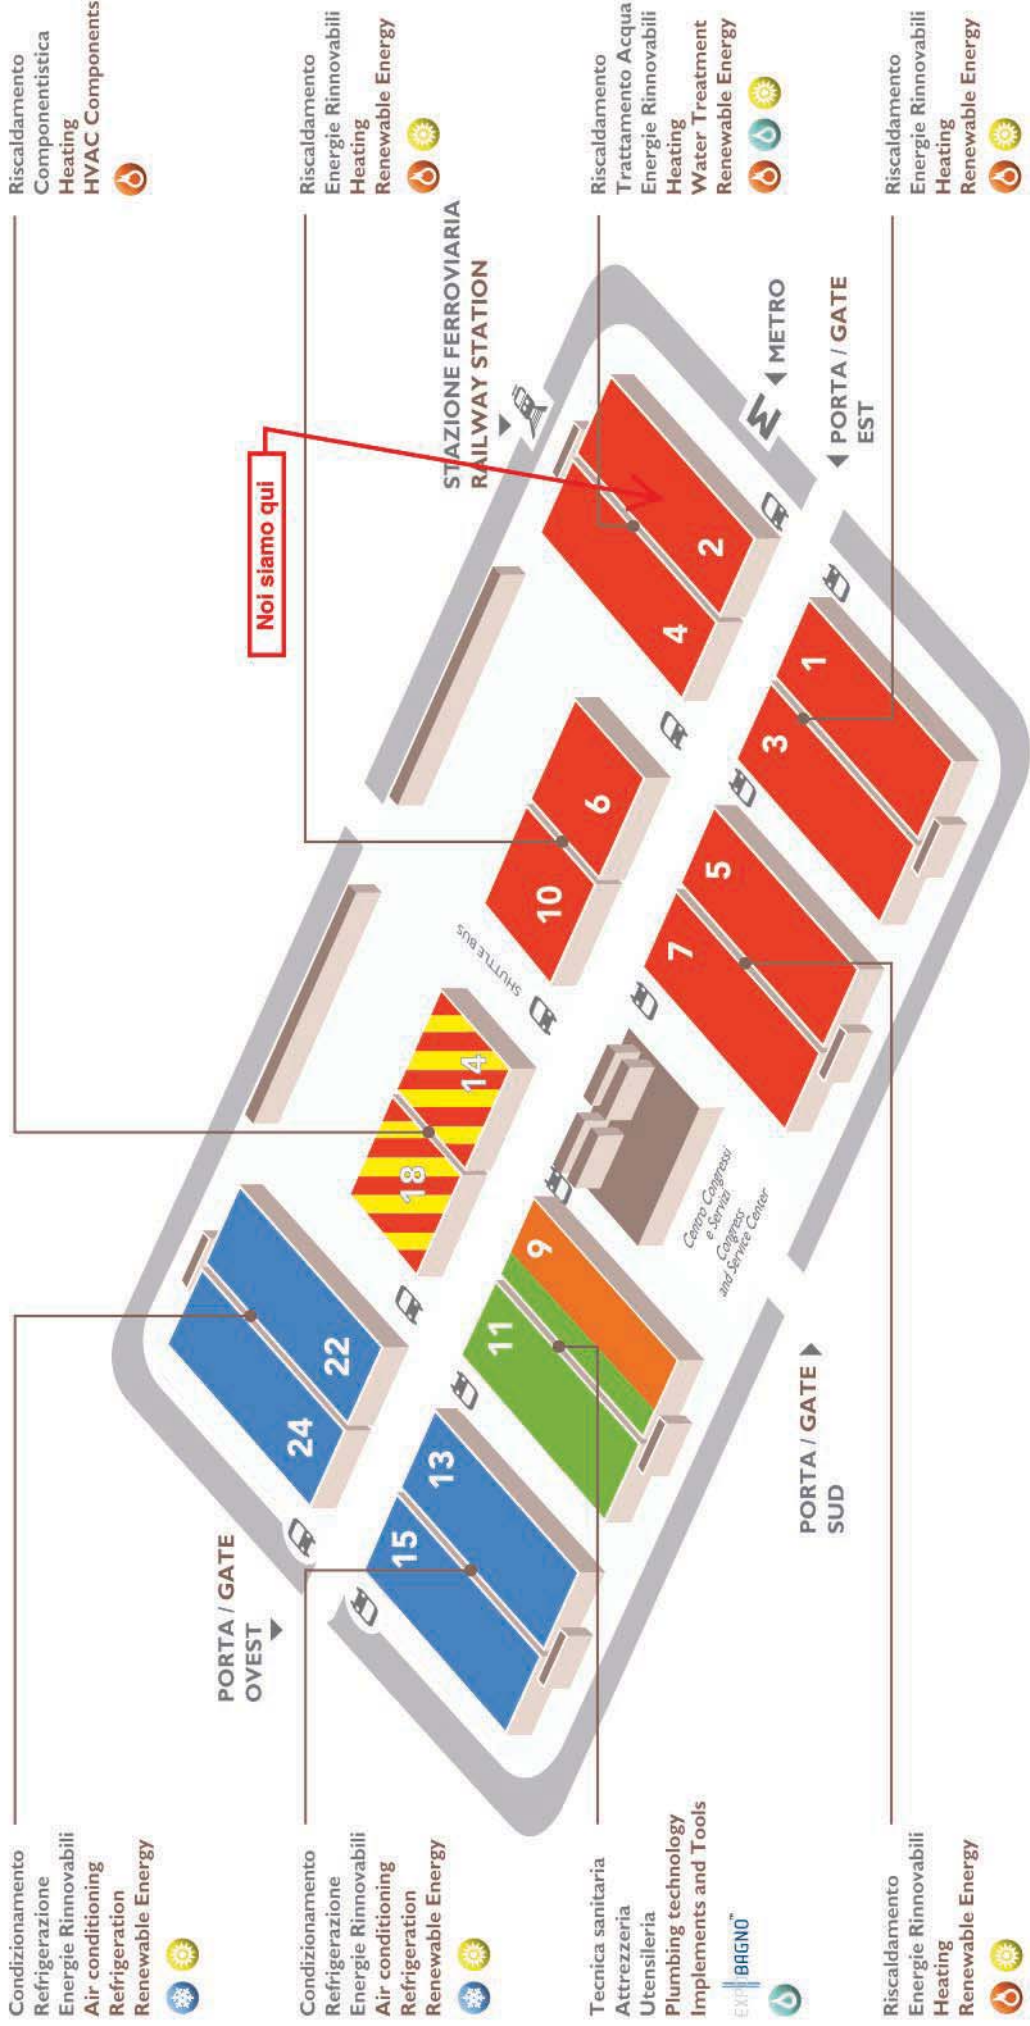 Condizionamento
Refrigerazione
Energie Rinnovabili
Air conditioning
Refrigeration
Renewable Energy
Riscaldamento
Componentistica
Heating
HVAC Components
Condizionamento
Refrigerazione
Energie Rinnovabili
Air conditioning
Refrigeration
Renewable Energy
Riscaldamento
Energie Rinnovabili
Heating
Renewable Energy
Tecnica sanitaria
Attrezzeria
Utensileria
Plumbing technology
Implements and Tools
EXPOBAGNO™
Riscaldamento
Trattamento Acqua
Energie Rinnovabili
Heating
Water Treatment
Renewable Energy
Riscaldamento
Energie Rinnovabili
Heating
Renewable Energy
Riscaldamento
Energie Rinnovabili
Heating
Renewable Energy
PORTA / GATE
OVEST
Noi siamo qui
STAZIONE FERROVIARIA
RAILWAY STATION
24
22
18
14
SHUTTLE BUS
10
6
4
2
15
13
11
9
7
5
3
1
M
METRO
PORTA / GATE
EST
Centro Congressi
e Servizi
Congress
and Service Center
PORTA / GATE
SUD